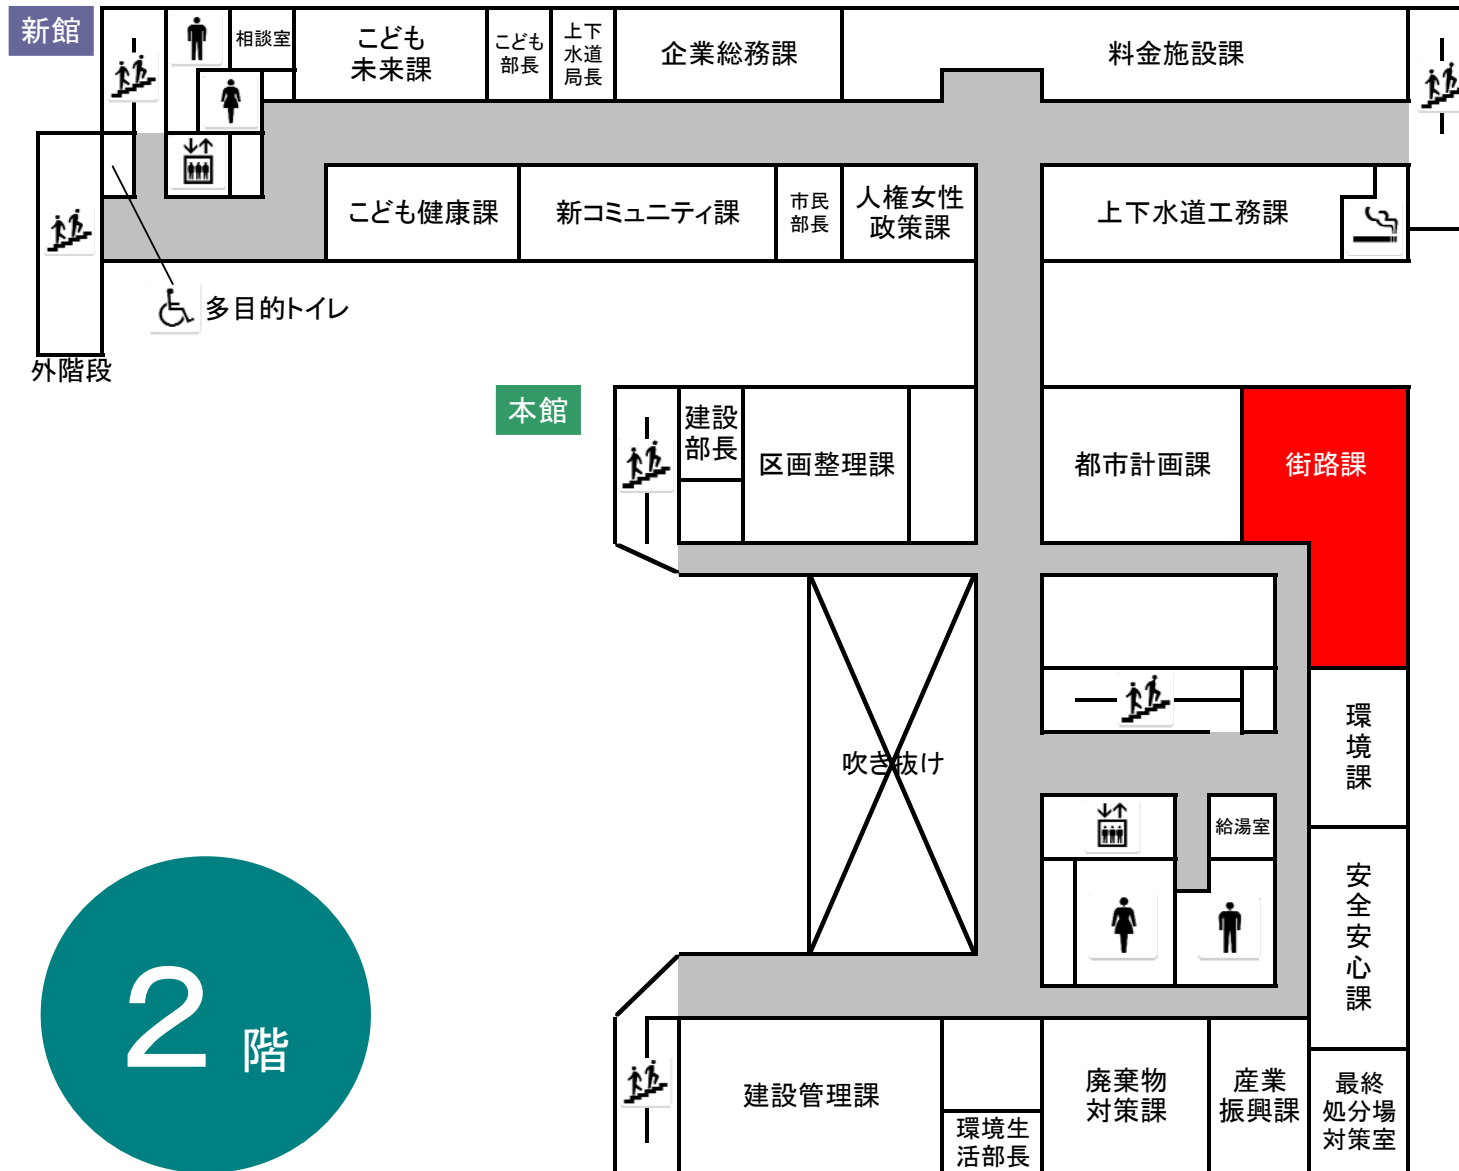 新館
相談室
こども
未来課
こども
部長
上下
水道
局長
企業総務課
料金施設課
こども健康課
新コミュニティ課
市民
部長
人権女性
政策課
上下水道工務課
多目的トイレ
外階段
本館
建設
部長
区画整理課
都市計画課
街路課
環
境
課
吹き抜け
給湯室
安
全
安
心
課
2 階
建設管理課
環境生
活部長
廃棄物
対策課
産業
振興課
最終
処分場
対策室